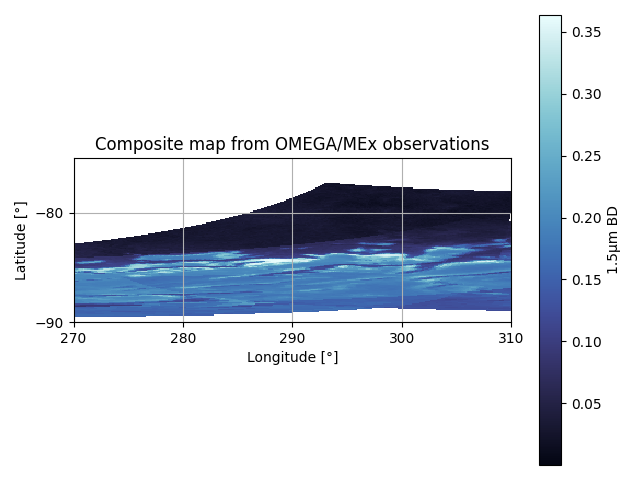 Composite map from OMEGA/MEx observations
Latitude [°]
−80
−90
270 280 290 300 310
Longitude [°]
0.35
0.30
0.25
0.20
0.15
0.10
0.05
1.5μm BD